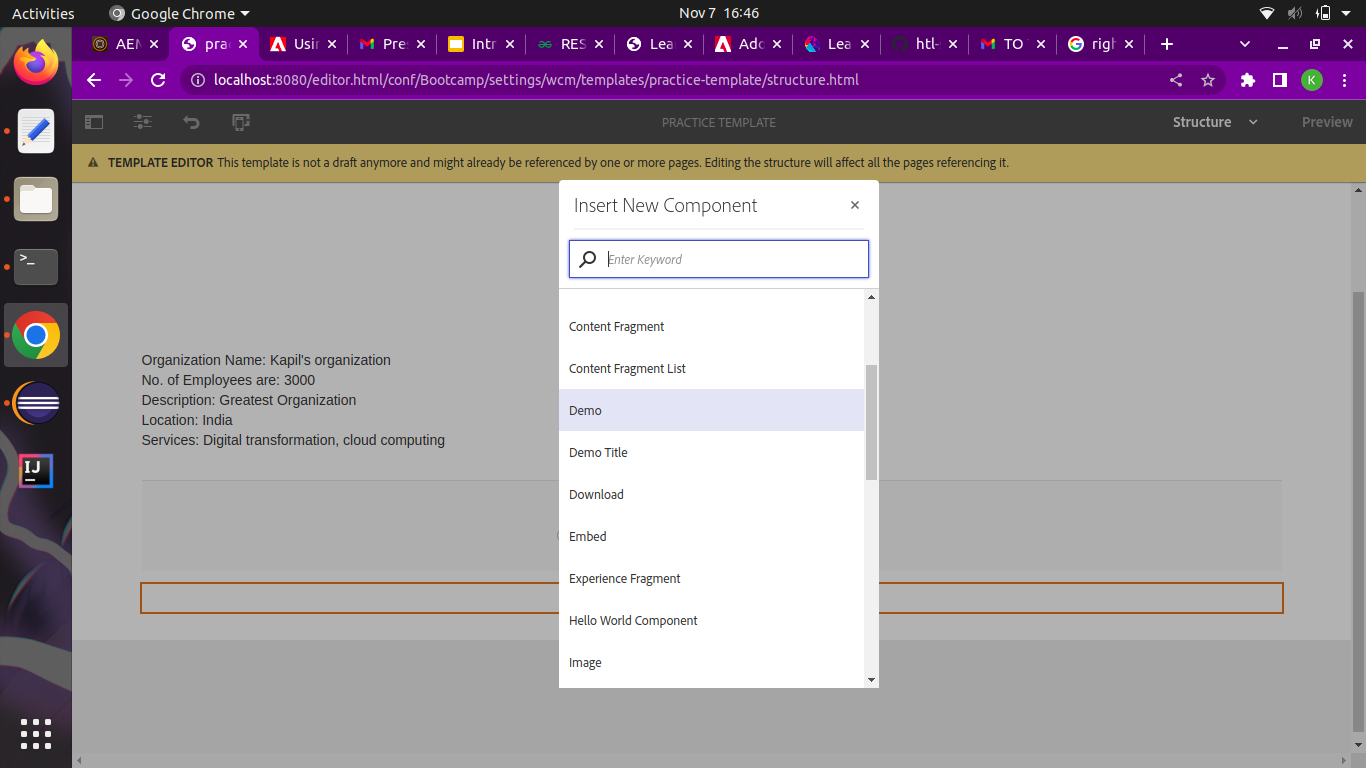 Activities
Google Chrome
Nov 7 16:46
AEM
prac
Usin
Pres
Intr
RES
Lea
Ado
Lea
htl-
TO
righ
localhost:8080/editor.html/conf/Bootcamp/settings/wcm/templates/practice-template/structure.html
K
PRACTICE TEMPLATE
Structure
Preview
TEMPLATE EDITOR This template is not a draft anymore and might already be referenced by one or more pages. Editing the structure will affect all the pages referencing it.
Insert New Component
Enter Keyword
Content Fragment
Content Fragment List
Demo
Demo Title
Download
Embed
Experience Fragment
Hello World Component
Image
Organization Name: Kapil's organization
No. of Employees are: 3000
Description: Greatest Organization
Location: India
Services: Digital transformation, cloud computing
>_
IJ